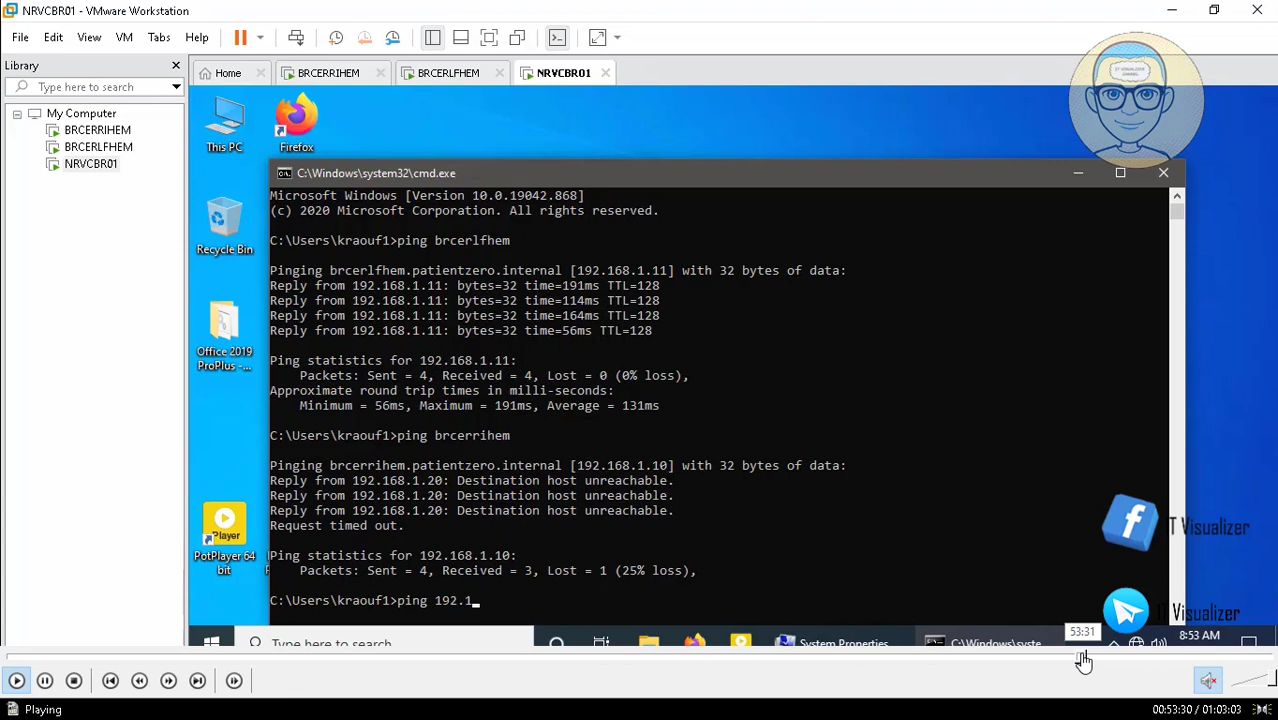 NRVCBR01 - VMware Workstation
File Edit View VM Tabs Help
Library
Type here to search
My Computer
BRCERRIHEM
BRCERLFHEM
NRVCBR01
Home
BRCERRIHEM
BRCERLFHEM
NRVCBR01
IT VISUALIZER
CHANNEL
This PC
Firefox
Recycle Bin
Office 2019
ProPlus -...
Player
PotPlayer 64
bit
C:\Windows\system32\cmd.exe
Microsoft Windows [Version 10.0.19042.868]
(c) 2020 Microsoft Corporation. All rights reserved.
C:\Users\kraouf1>ping brcerlfhem
Pinging brcerlfhem.patientzero.internal [192.168.1.11] with 32 bytes of data:
Reply from 192.168.1.11: bytes=32 time=191ms TTL=128
Reply from 192.168.1.11: bytes=32 time=114ms TTL=128
Reply from 192.168.1.11: bytes=32 time=164ms TTL=128
Reply from 192.168.1.11: bytes=32 time=56ms TTL=128
Ping statistics for 192.168.1.11:
Packets: Sent = 4, Received = 4, Lost = 0 (0% loss),
Approximate round trip times in milli-seconds:
Minimum = 56ms, Maximum = 191ms, Average = 131ms
C:\Users\kraouf1>ping brcerrihem
Pinging brcerrihem.patientzero.internal [192.168.1.10] with 32 bytes of data:
Reply from 192.168.1.20: Destination host unreachable.
Reply from 192.168.1.20: Destination host unreachable.
Reply from 192.168.1.20: Destination host unreachable.
Request timed out.
Ping statistics for 192.168.1.10:
Packets: Sent = 4, Received = 3, Lost = 1 (25% loss),
C:\Users\kraouf1>ping 192.1
IT Visualizer
IT Visualizer
Type here to search
System Properties
C:\Windows\syste
8:53 AM
53:31
Playing
00:53:30 / 01:03:03